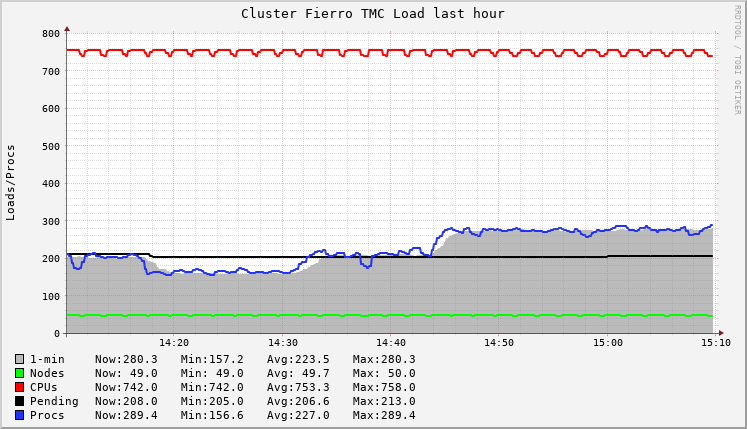 Cluster Fierro TMC Load last hour
RRDTOOL / TOBI OETIKER
Loads/Procs
800
700
600
500
400
300
200
100
0
14:20 14:30 14:40 14:50 15:00 15:10
1-min Now:280.3 Min:157.2 Avg:223.5 Max:280.3
Nodes Now: 49.0 Min: 49.0 Avg: 49.7 Max: 50.0
CPUs Now:742.0 Min:742.0 Avg:753.3 Max:758.0
Pending Now:208.0 Min:205.0 Avg:206.6 Max:213.0
Procs Now:289.4 Min:156.6 Avg:227.0 Max:289.4